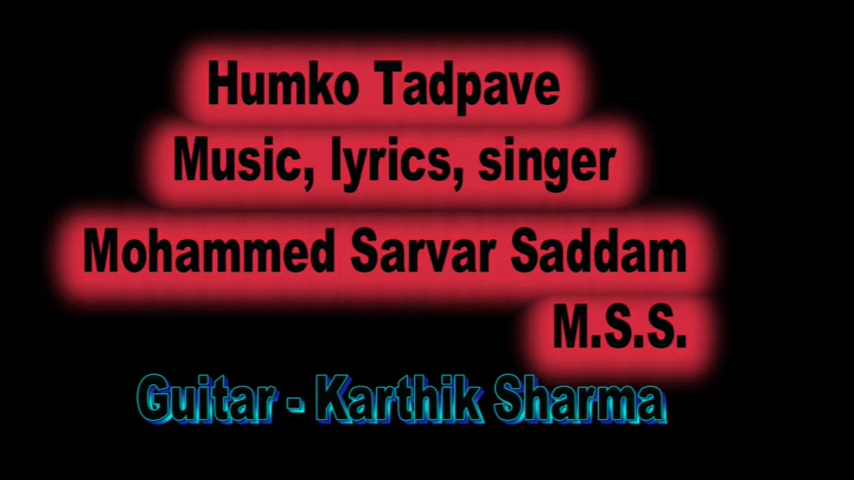 Humko Tadpave
Music, lyrics, singer
Mohammed Sarvar Saddam
M.S.S.
Guitar - Karthik Sharma